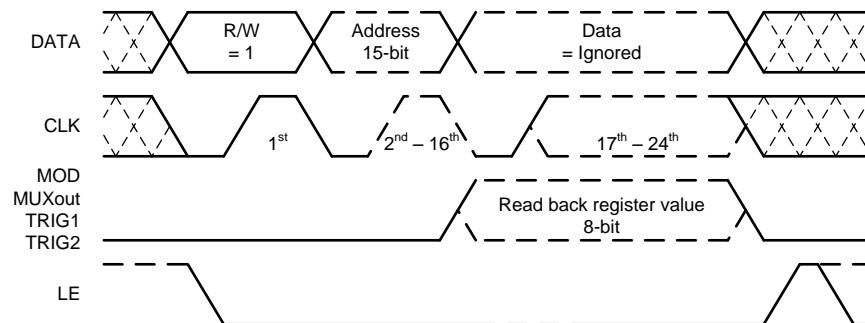 DATA
R/W
= 1
Address
15-bit
Data
= Ignored
CLK
1st
2nd – 16th
17th – 24th
MOD
MUXout
TRIG1
TRIG2
Read back register value
8-bit
LE